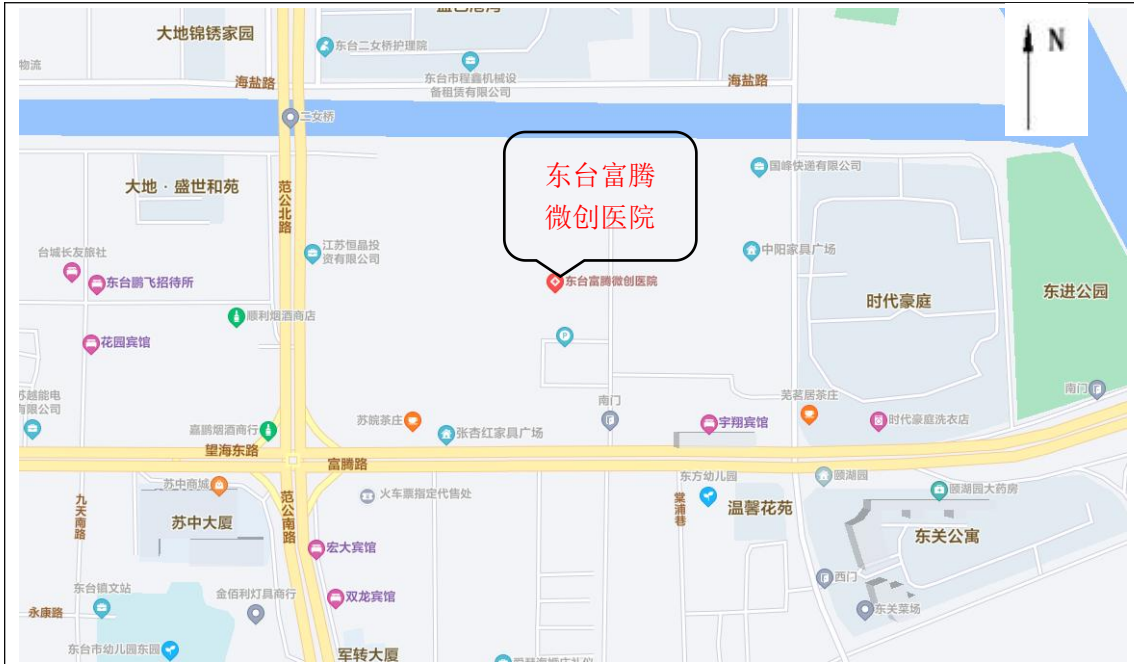 大地锦绣家园
N
东台二女桥护理院
物流
东台市程鑫机械设
备租赁有限公司
海盐路
海盐路
二女桥
东台富腾
微创医院
国峰快递有限公司
大地·盛世和苑
范公北路
江苏恒晶投
资有限公司
台城长友旅社
中阳家具广场
东台鹏飞招待所
东台富腾微创医院
时代豪庭
东进公园
顺利烟酒商店
P
花园宾馆
苏越能电
有限公司
南门
南门
芜茗居茶庄
苏皖茶庄
嘉鹏烟酒商行
张杏红家具广场
宇翔宾馆
时代豪庭洗衣店
望海东路
富腾路
苏中商城
火车票指定代售处
东方幼儿园
颐湖园
颐湖园大药房
九天南路
苏中大厦
范公南路
棠浦巷
温馨花苑
东关公寓
宏大宾馆
西门
东台镇文站
金佰利灯具商行
双龙宾馆
东关菜场
永康路
东台市幼儿园东园
军转大厦